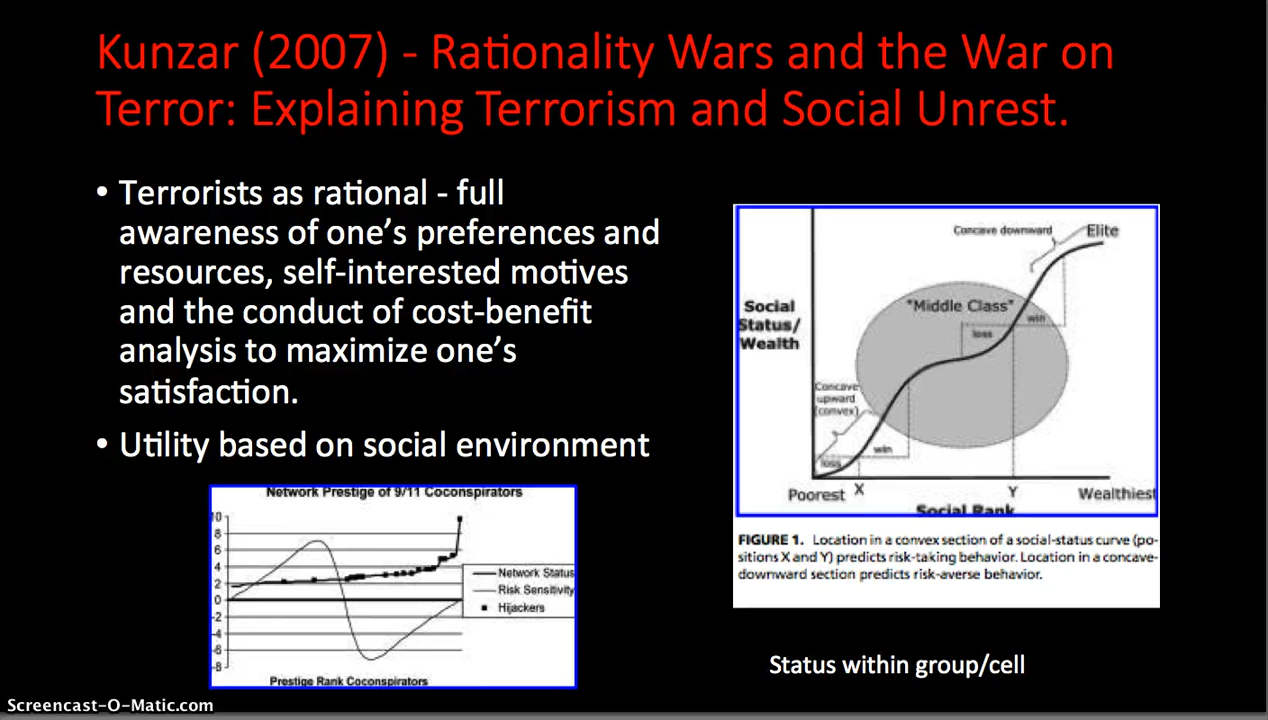 Kunzar (2007) - Rationality Wars and the War on
Terror: Explaining Terrorism and Social Unrest.
• Terrorists as rational - full
awareness of one's preferences and
resources, self-interested motives
and the conduct of cost-benefit
analysis to maximize one's
satisfaction.
• Utility based on social environment
Network Prestige of 9/11 Coconspirators
10
8
6
4
2
0
-2
-4
-6
-8
Network Status
Risk Sensitivity
Hijackers
Prestige Rank Coconspirators
Concave downward
Elite
"Middle Class"
Social
Status/
Wealth
win
loss
Concave
upward
(convex)
win
loss
Poorest
X
Y
Wealthiest
Social Rank
FIGURE 1. Location in a convex section of a social-status curve (po-
sitions X and Y) predicts risk-taking behavior. Location in a concave-
downward section predicts risk-averse behavior.
Status within group/cell
Screencast-O-Matic.com